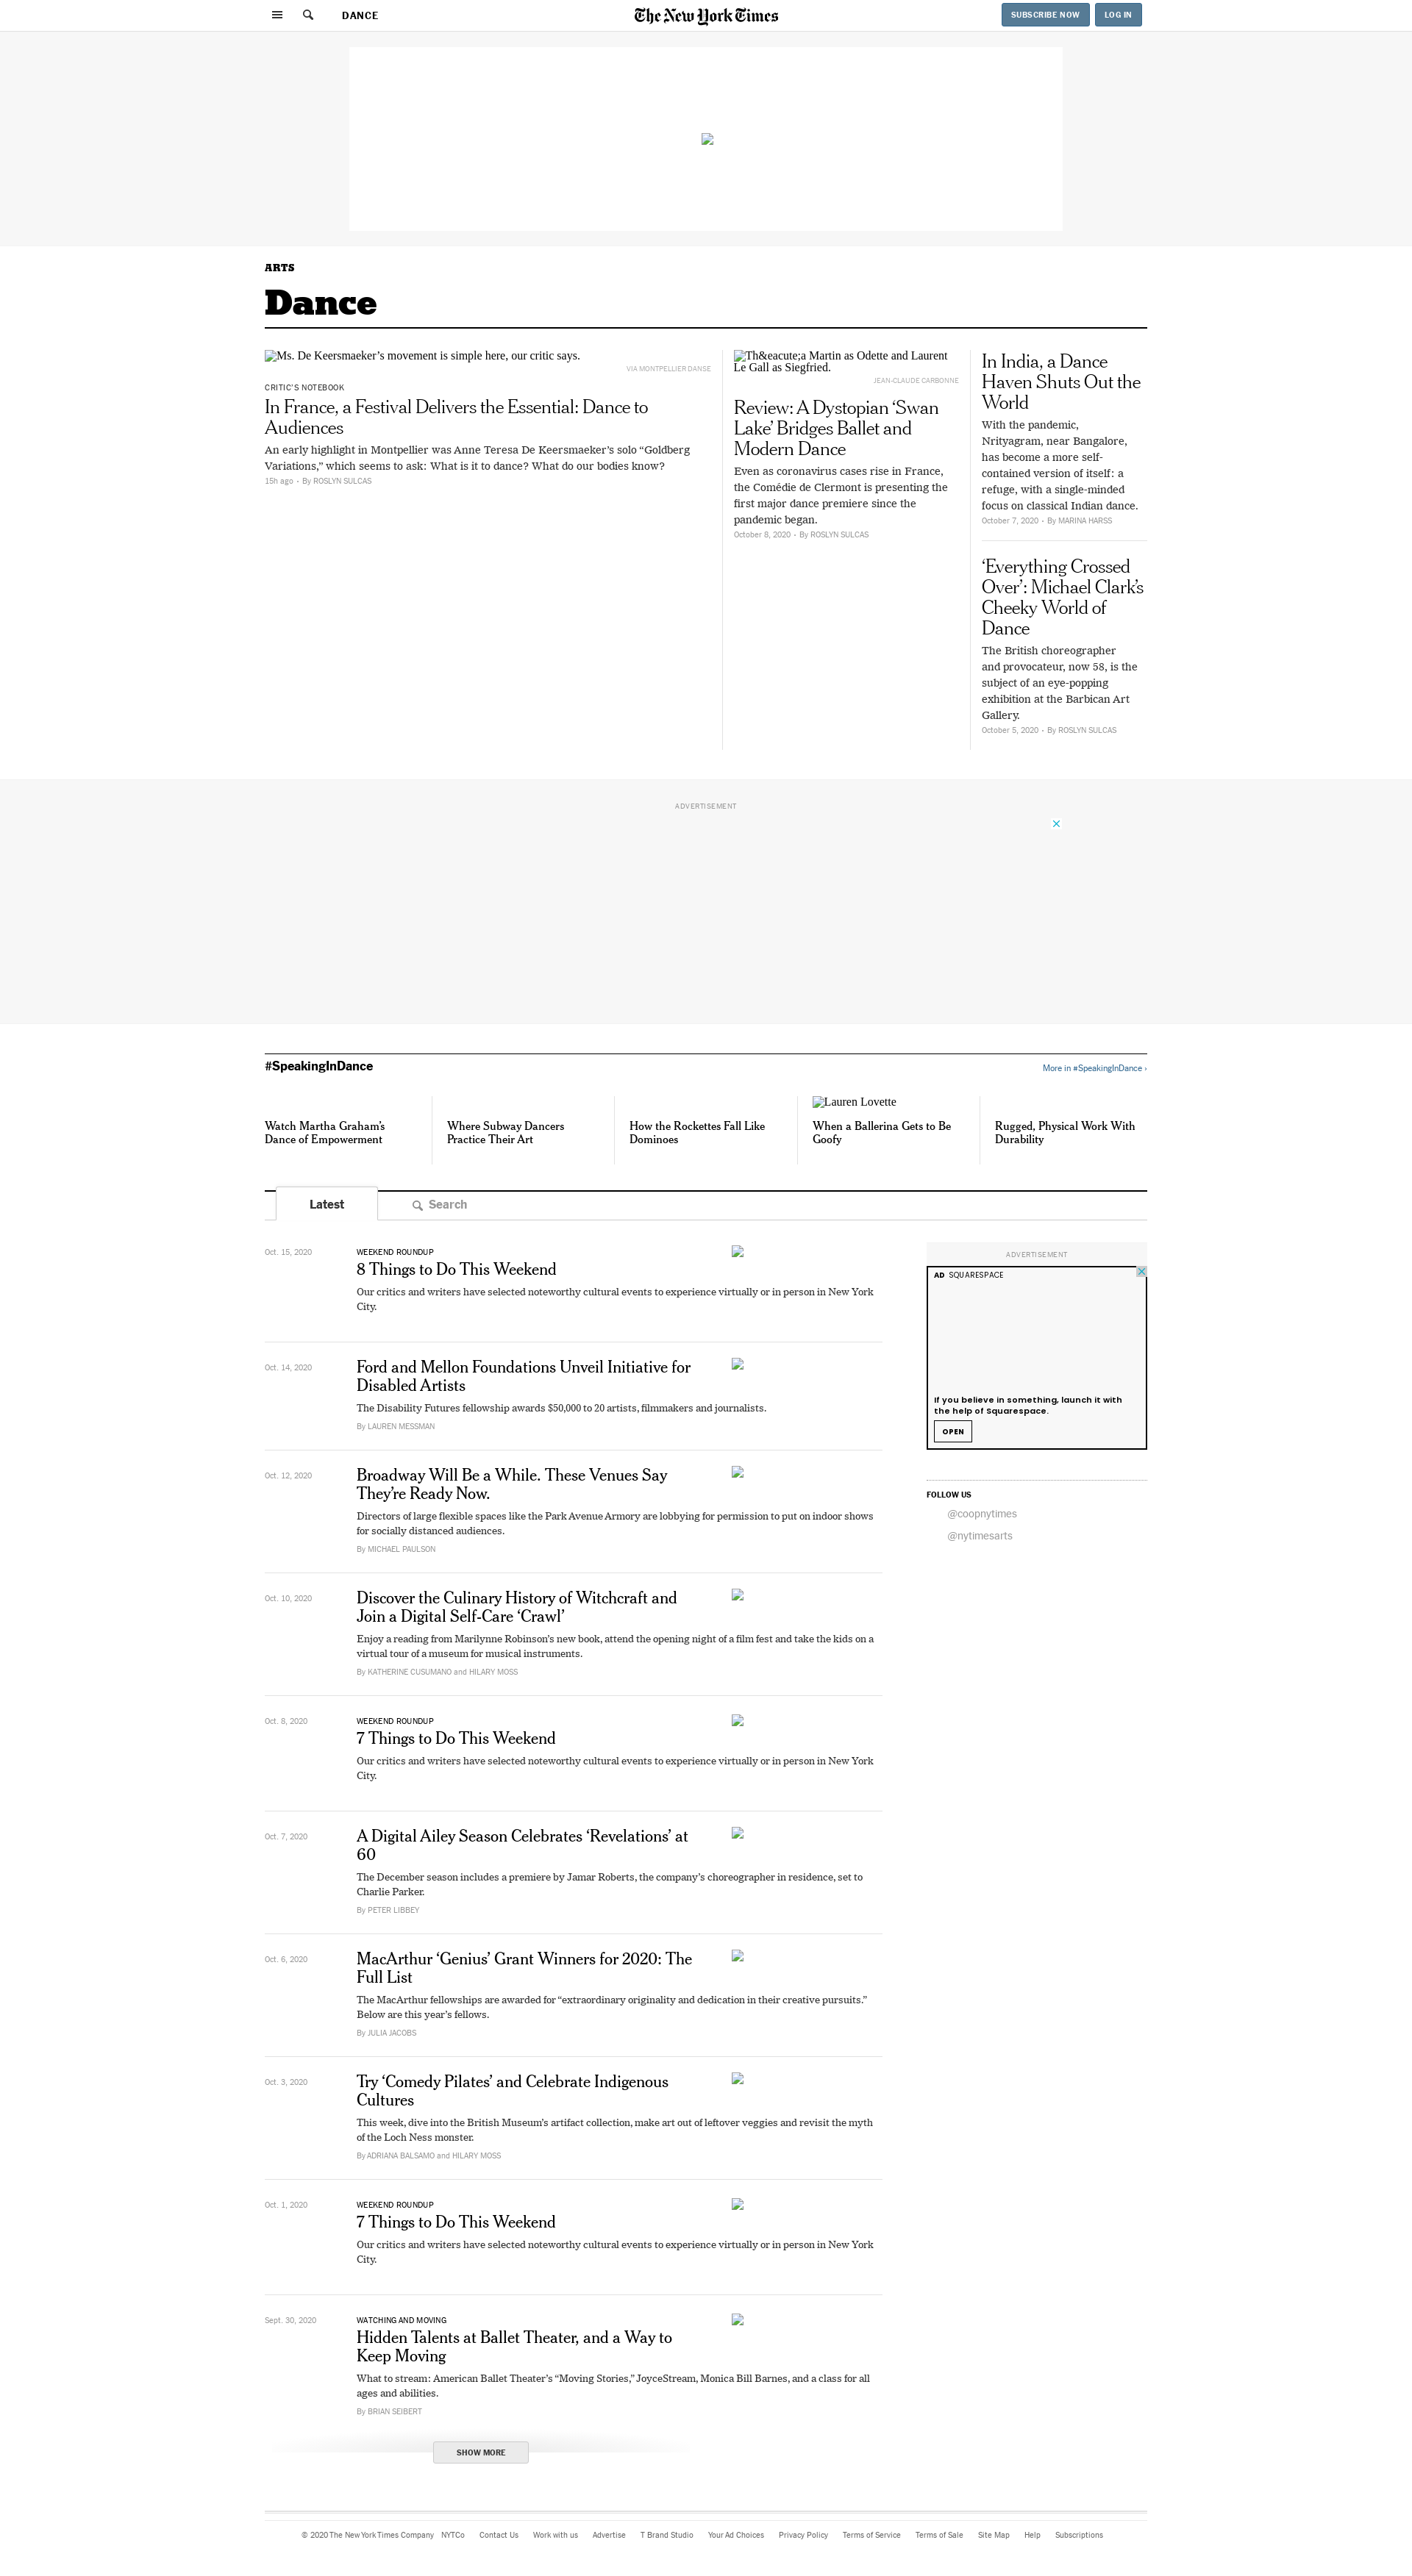 DANCE
The New York Times
SUBSCRIBE NOW
LOG IN
ARTS
Dance
Ms. De Keersmaeker’s movement is simple here, our critic says.
VIA MONTPELLIER DANSE
CRITIC’S NOTEBOOK
In France, a Festival Delivers the Essential: Dance to
Audiences
An early highlight in Montpellier was Anne Teresa De Keersmaeker’s solo “Goldberg
Variations,” which seems to ask: What is it to dance? What do our bodies know?
15h ago • By ROSLYN SULCAS
Th&eacute;a Martin as Odette and Laurent
Le Gall as Siegfried.
JEAN-CLAUDE CARBONNE
Review: A Dystopian ‘Swan
Lake’ Bridges Ballet and
Modern Dance
Even as coronavirus cases rise in France,
the Comédie de Clermont is presenting the
first major dance premiere since the
pandemic began.
October 8, 2020 • By ROSLYN SULCAS
In India, a Dance
Haven Shuts Out the
World
With the pandemic,
Nrityagram, near Bangalore,
has become a more self-
contained version of itself: a
refuge, with a single-minded
focus on classical Indian dance.
October 7, 2020 • By MARINA HARSS
‘Everything Crossed
Over’: Michael Clark’s
Cheeky World of
Dance
The British choreographer
and provocateur, now 58, is the
subject of an eye-popping
exhibition at the Barbican Art
Gallery.
October 5, 2020 • By ROSLYN SULCAS
ADVERTISEMENT
#SpeakingInDance
More in #SpeakingInDance ›
Watch Martha Graham’s
Dance of Empowerment
Where Subway Dancers
Practice Their Art
How the Rockettes Fall Like
Dominoes
Lauren Lovette
When a Ballerina Gets to Be
Goofy
Rugged, Physical Work With
Durability
Latest
Search
Oct. 15, 2020
WEEKEND ROUNDUP
8 Things to Do This Weekend
Our critics and writers have selected noteworthy cultural events to experience virtually or in person in New York
City.
Oct. 14, 2020
Ford and Mellon Foundations Unveil Initiative for
Disabled Artists
The Disability Futures fellowship awards $50,000 to 20 artists, filmmakers and journalists.
By LAUREN MESSMAN
Oct. 12, 2020
Broadway Will Be a While. These Venues Say
They’re Ready Now.
Directors of large flexible spaces like the Park Avenue Armory are lobbying for permission to put on indoor shows
for socially distanced audiences.
By MICHAEL PAULSON
Oct. 10, 2020
Discover the Culinary History of Witchcraft and
Join a Digital Self-Care ‘Crawl’
Enjoy a reading from Marilynne Robinson’s new book, attend the opening night of a film fest and take the kids on a
virtual tour of a museum for musical instruments.
By KATHERINE CUSUMANO and HILARY MOSS
Oct. 8, 2020
WEEKEND ROUNDUP
7 Things to Do This Weekend
Our critics and writers have selected noteworthy cultural events to experience virtually or in person in New York
City.
Oct. 7, 2020
A Digital Ailey Season Celebrates ‘Revelations’ at
60
The December season includes a premiere by Jamar Roberts, the company’s choreographer in residence, set to
Charlie Parker.
By PETER LIBBEY
Oct. 6, 2020
MacArthur ‘Genius’ Grant Winners for 2020: The
Full List
The MacArthur fellowships are awarded for “extraordinary originality and dedication in their creative pursuits.”
Below are this year’s fellows.
By JULIA JACOBS
Oct. 3, 2020
Try ‘Comedy Pilates’ and Celebrate Indigenous
Cultures
This week, dive into the British Museum’s artifact collection, make art out of leftover veggies and revisit the myth
of the Loch Ness monster.
By ADRIANA BALSAMO and HILARY MOSS
Oct. 1, 2020
WEEKEND ROUNDUP
7 Things to Do This Weekend
Our critics and writers have selected noteworthy cultural events to experience virtually or in person in New York
City.
Sept. 30, 2020
WATCHING AND MOVING
Hidden Talents at Ballet Theater, and a Way to
Keep Moving
What to stream: American Ballet Theater’s “Moving Stories,” JoyceStream, Monica Bill Barnes, and a class for all
ages and abilities.
By BRIAN SEIBERT
SHOW MORE
ADVERTISEMENT
AD SQUARESPACE
If you believe in something, launch it with
the help of Squarespace.
OPEN
FOLLOW US
@coopnytimes
@nytimesarts
© 2020 The New York Times Company NYTCo Contact Us Work with us Advertise T Brand Studio Your Ad Choices Privacy Policy Terms of Service Terms of Sale Site Map Help Subscriptions